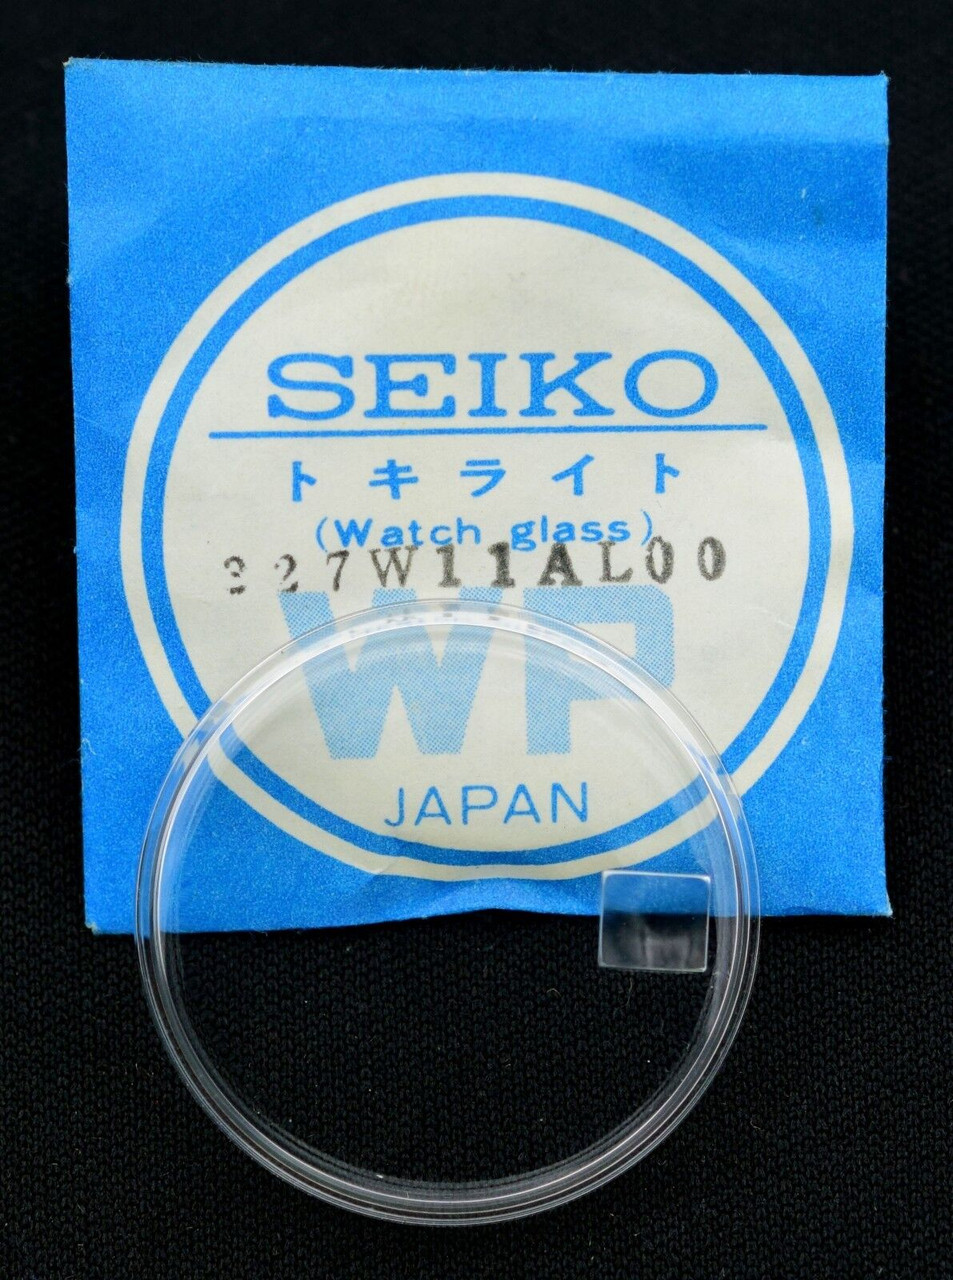 SEIKO
トキライト
(Watch glass)
327W11AL00
WP
JAPAN